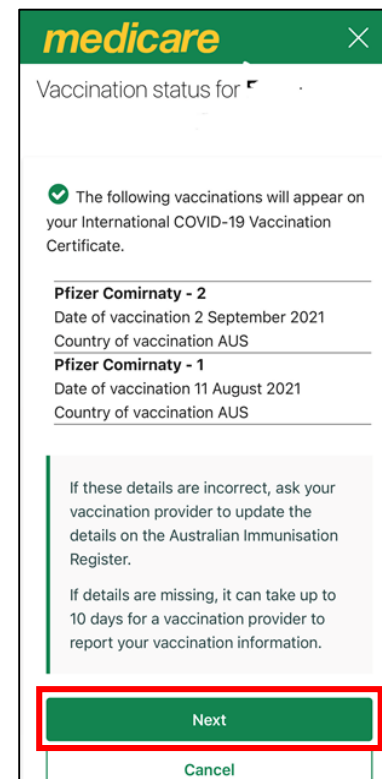 medicare
Vaccination status for
The following vaccinations will appear on
your International COVID-19 Vaccination
Certificate.
Pfizer Comirnaty - 2
Date of vaccination 2 September 2021
Country of vaccination AUS
Pfizer Comirnaty - 1
Date of vaccination 11 August 2021
Country of vaccination AUS
If these details are incorrect, ask your
vaccination provider to update the
details on the Australian Immunisation
Register.
If details are missing, it can take up to
10 days for a vaccination provider to
report your vaccination information.
Next
Cancel